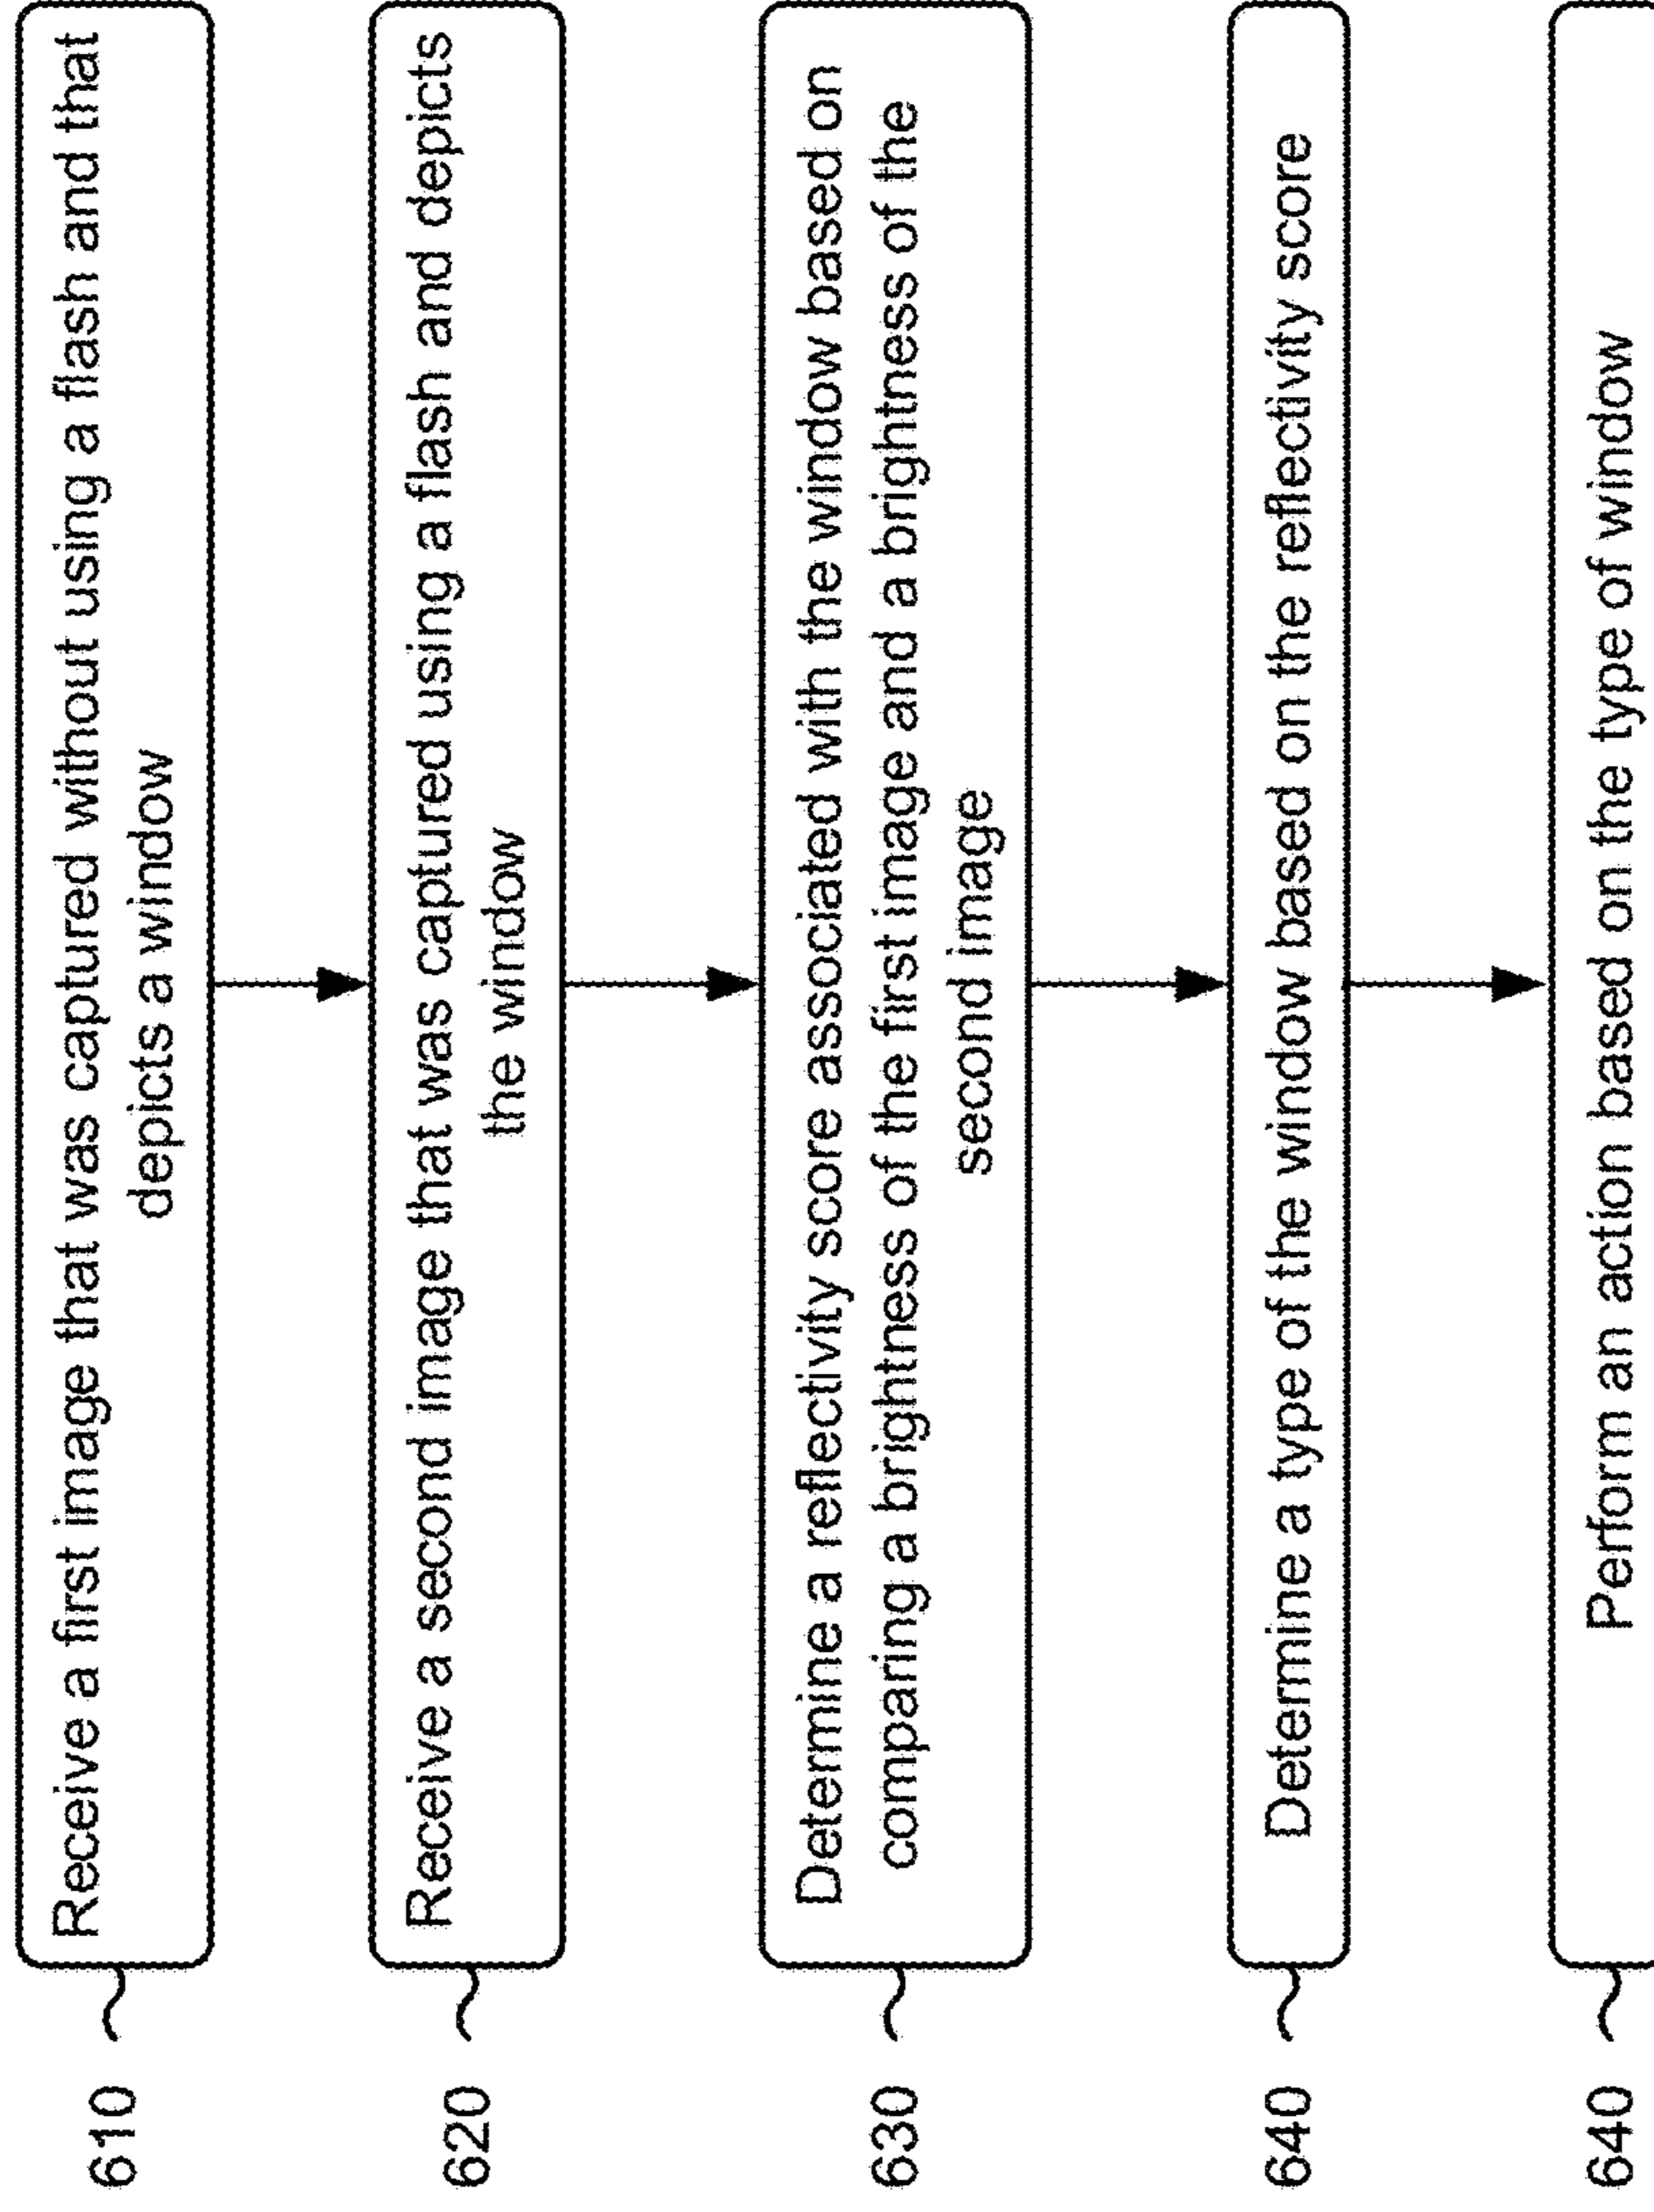 610
Receive a first image that was captured without using a flash and that
depicts a window
620
Receive a second image that was captured using a flash and depicts
the window
630
Determine a reflectivity score associated with the window based on
comparing a brightness of the first image and a brightness of the
second image
640
Determine a type of the window based on the reflectivity score
640
Perform an action based on the type of window